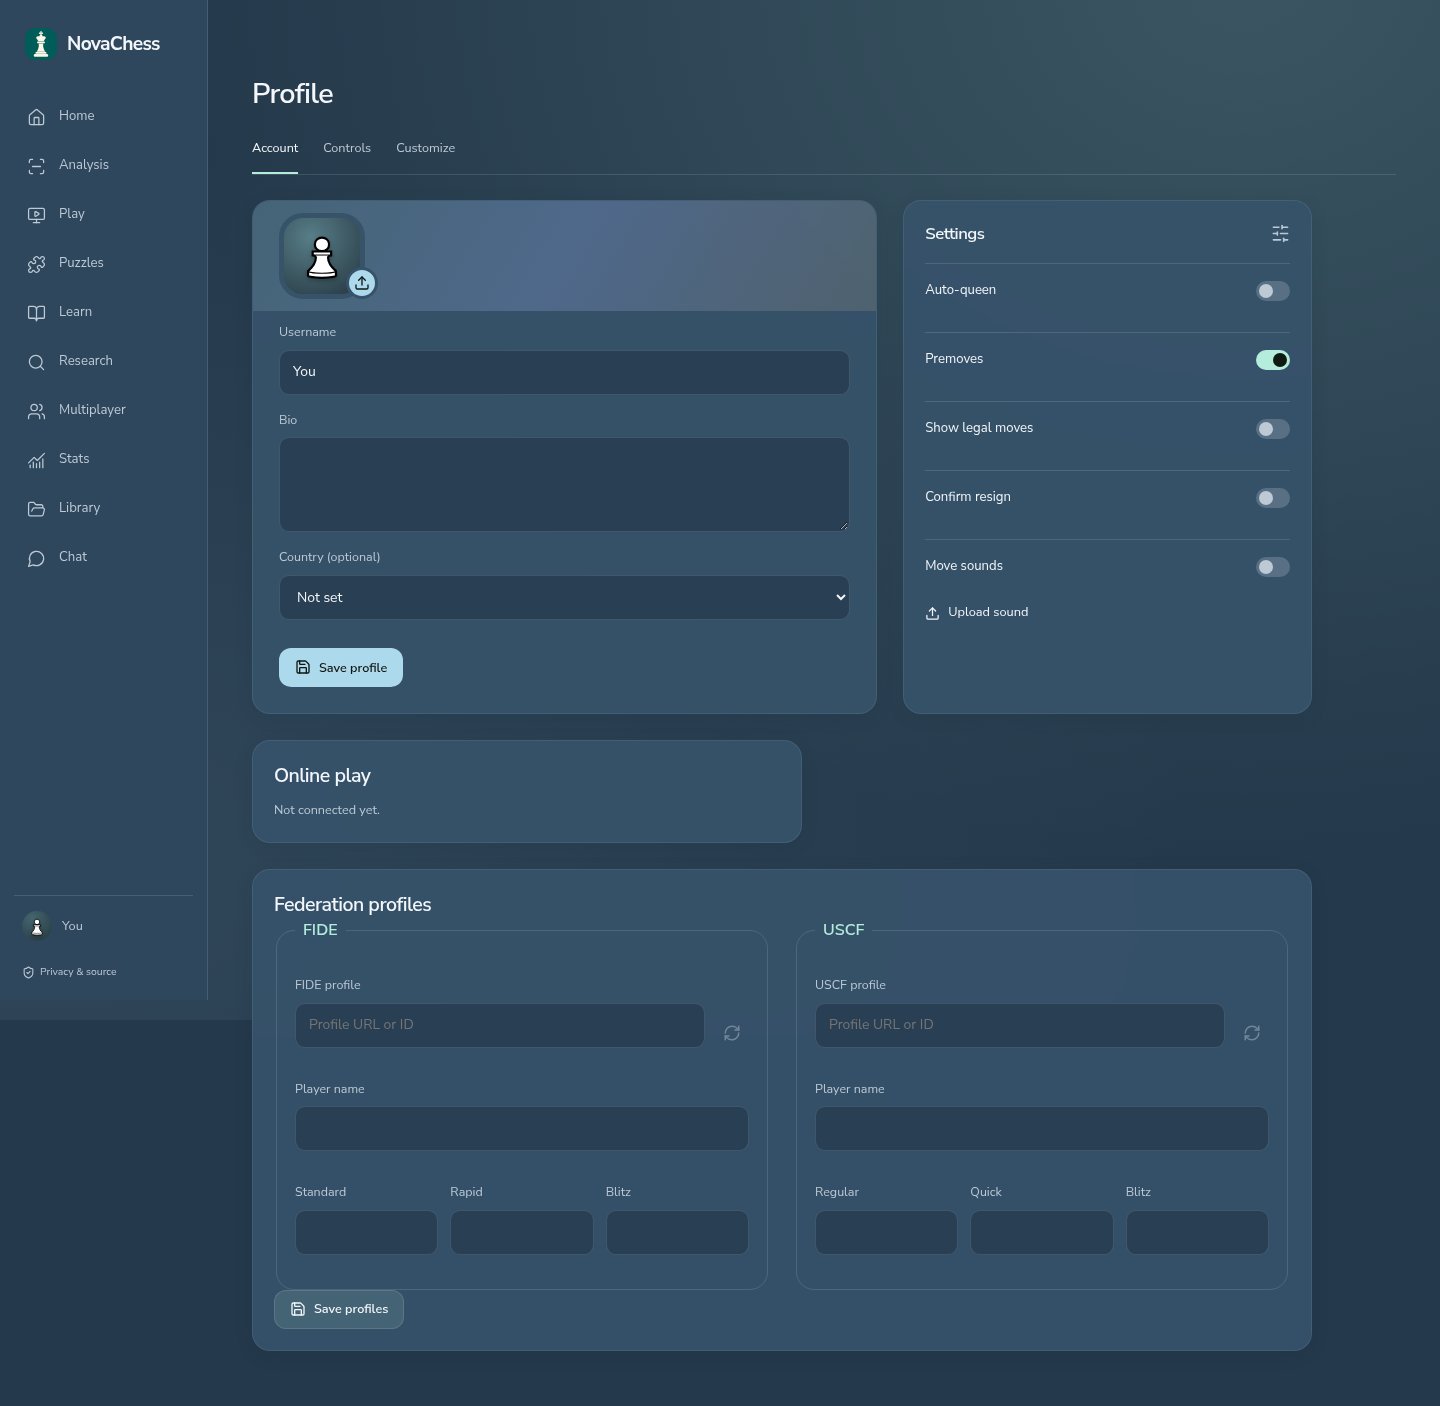 NovaChess
Home
Analysis
Play
Puzzles
Learn
Research
Multiplayer
Stats
Library
Chat
You
Privacy & source
Profile
Account Controls Customize
Username
You
Bio
Country (optional)
Not set
Save profile
Settings
Auto-queen
Premoves
Show legal moves
Confirm resign
Move sounds
Upload sound
Online play
Not connected yet.
Federation profiles
FIDE
FIDE profile
Profile URL or ID
Player name
Standard Rapid Blitz
USCF
USCF profile
Profile URL or ID
Player name
Regular Quick Blitz
Save profiles